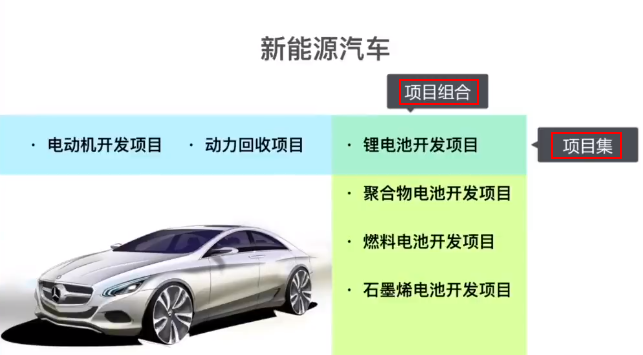 新能源汽车
项目组合
· 电动机开发项目 · 动力回收项目 · 锂电池开发项目
项目集
· 聚合物电池开发项目
· 燃料电池开发项目
· 石墨烯电池开发项目